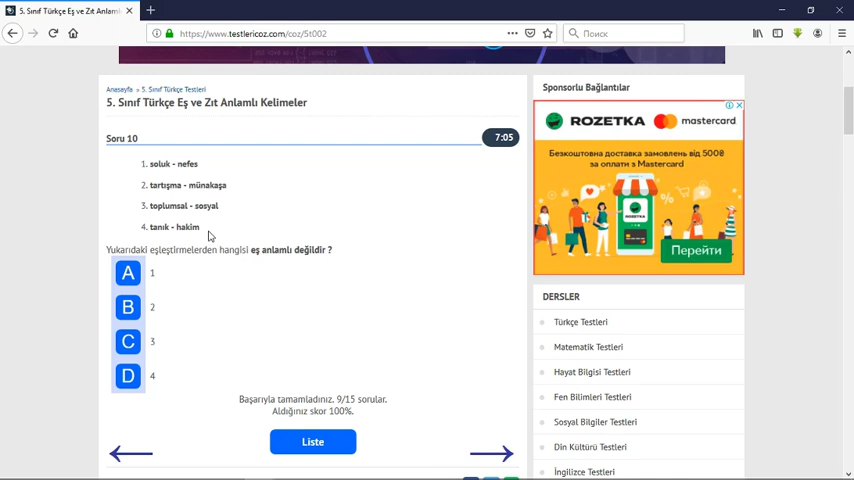 5. Sınıf Türkçe Eş ve Zıt Anlamlı
https://www.testlericoz.com/coz/5t002
Поиск
Anasayfa » 5. Sınıf Türkçe Testleri
5. Sınıf Türkçe Eş ve Zıt Anlamlı Kelimeler
Soru 10
7:05
1. soluk - nefes
2. tartışma - münakaşa
3. toplumsal - sosyal
4. tanık - hakim
Yukarıdaki eşleştirmelerden hangisi eş anlamlı değildir ?
A 1
B 2
C 3
D 4
Başarıyla tamamladınız. 9/15 sorular.
Aldığınız skor 100%.
Liste
Sponsorlu Bağlantılar
ROZETKA mastercard
Безкоштовна доставка замовлень від 500₴
за оплати з Mastercard
ROZETKA
Перейти
DERSLER
Türkçe Testleri
Matematik Testleri
Hayat Bilgisi Testleri
Fen Bilimleri Testleri
Sosyal Bilgiler Testleri
Din Kültürü Testleri
İngilizce Testleri